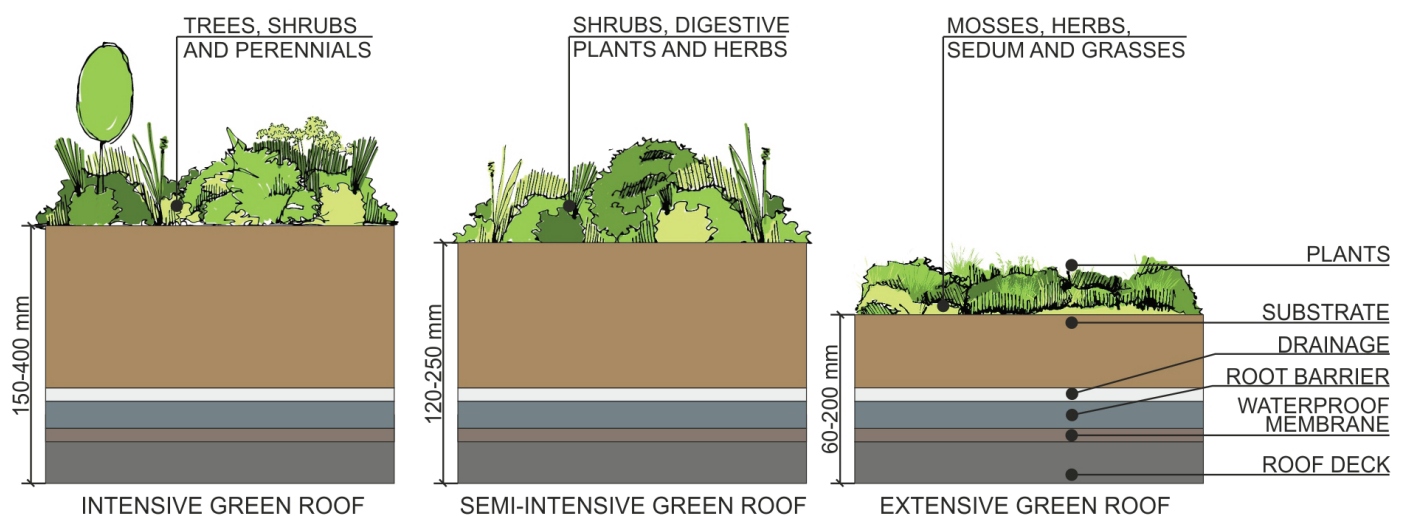 TREES, SHRUBS
AND PERENNIALS
SHRUBS, DIGESTIVE
PLANTS AND HERBS
MOSSES, HERBS,
SEDUM AND GRASSES
150-400 mm
120-250 mm
60-200 mm
PLANTS
SUBSTRATE
DRAINAGE
ROOT BARRIER
WATERPROOF
MEMBRANE
ROOF DECK
INTENSIVE GREEN ROOF
SEMI-INTENSIVE GREEN ROOF
EXTENSIVE GREEN ROOF